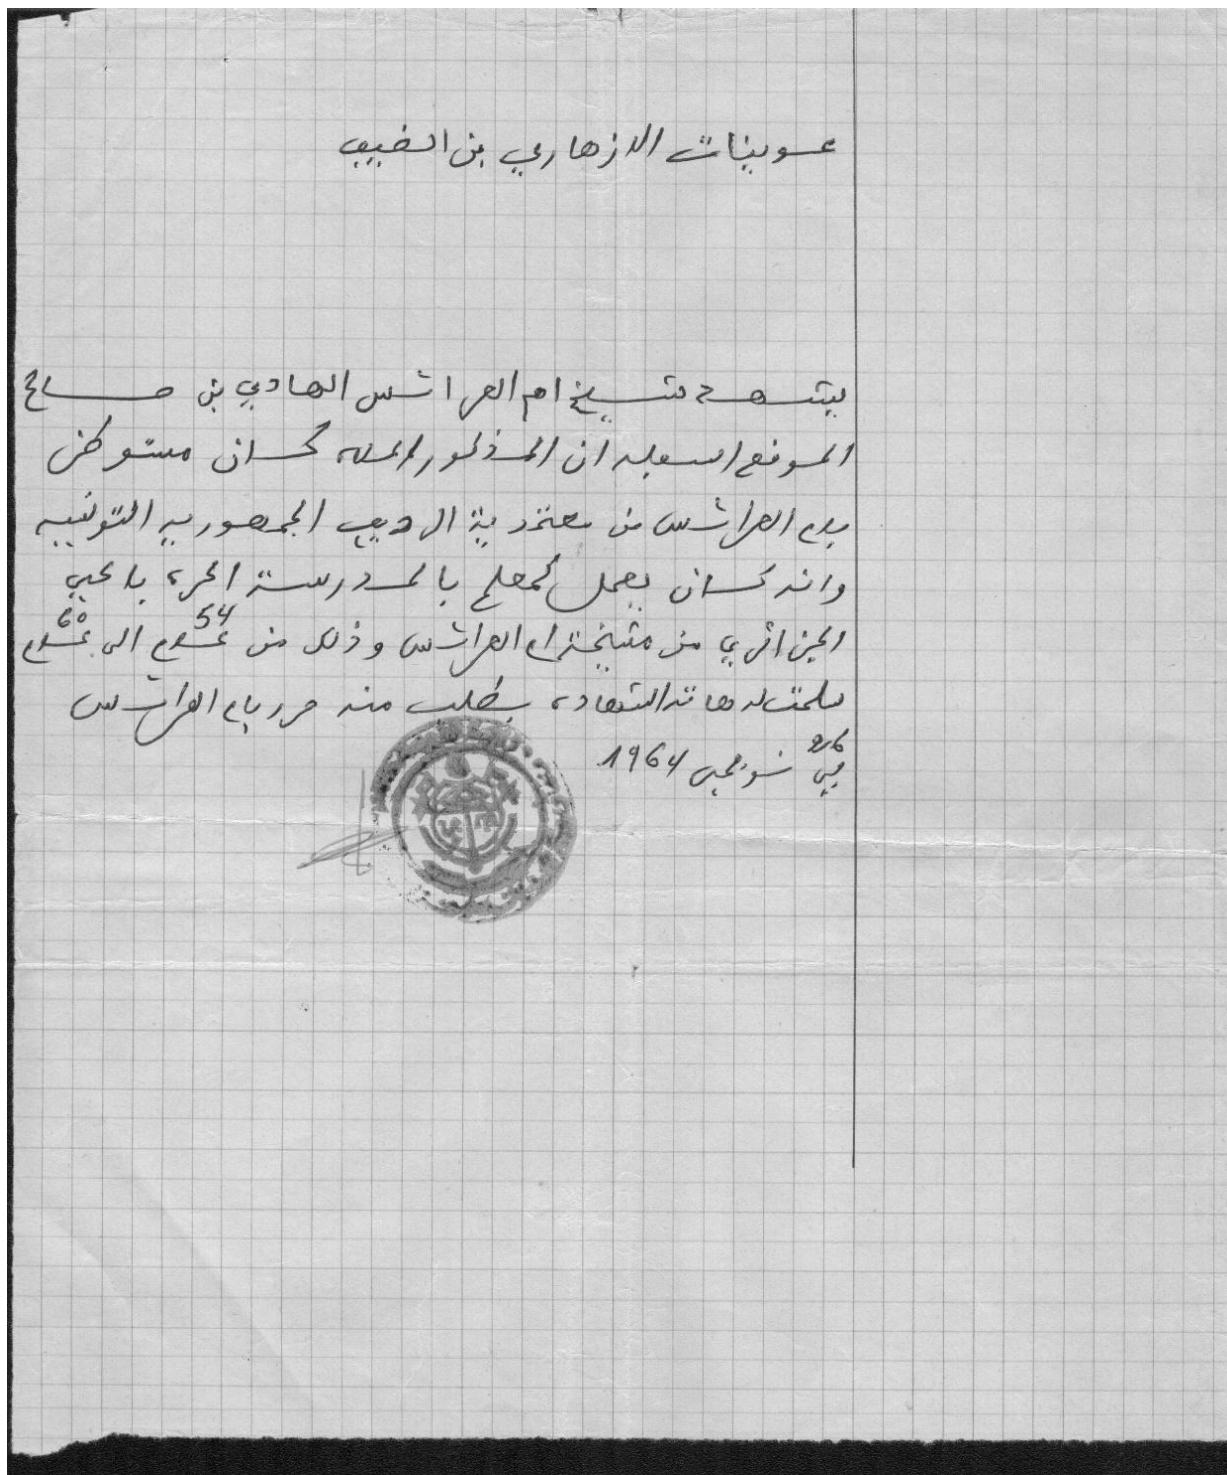 عوينات الازهاري بن الضيف
يشهد شيخ ام العرائس الهادي بن صالح
الموقع اسفله ان المذكور اعلاه كان مستوطن
بام العرائس من معتمدية الرديف الجمهورية التونسية
وانه كان يعمل كمعلم بالمدرسة الحرة بالحي
الجزائري من مشيخة ام العرائس وذلك من عام 54 الى عام 60
سلمت له هاته الشهادة بطلب منه حرر بام العرائس
في 26 نوفمبر 1964